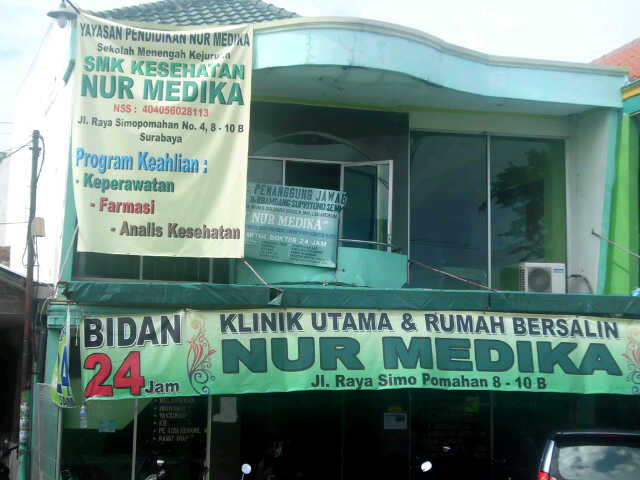 YAYASAN PENDIDIKAN NUR MEDIKA
Sekolah Menengah Kejuruan
SMK KESEHATAN
NUR MEDIKA
NSS : 404056028113
Jl. Raya Simopomahan No. 4, 8 - 10 B
Surabaya
Program Keahlian :
- Keperawatan
- Farmasi
- Analis Kesehatan
PENANGGUNG JAWAB
NUR MEDIKA
DOKTER 24 JAM
BIDAN
24 Jam
KLINIK UTAMA & RUMAH BERSALIN
NUR MEDIKA
Jl. Raya Simo Pomahan 8 - 10 B
KB